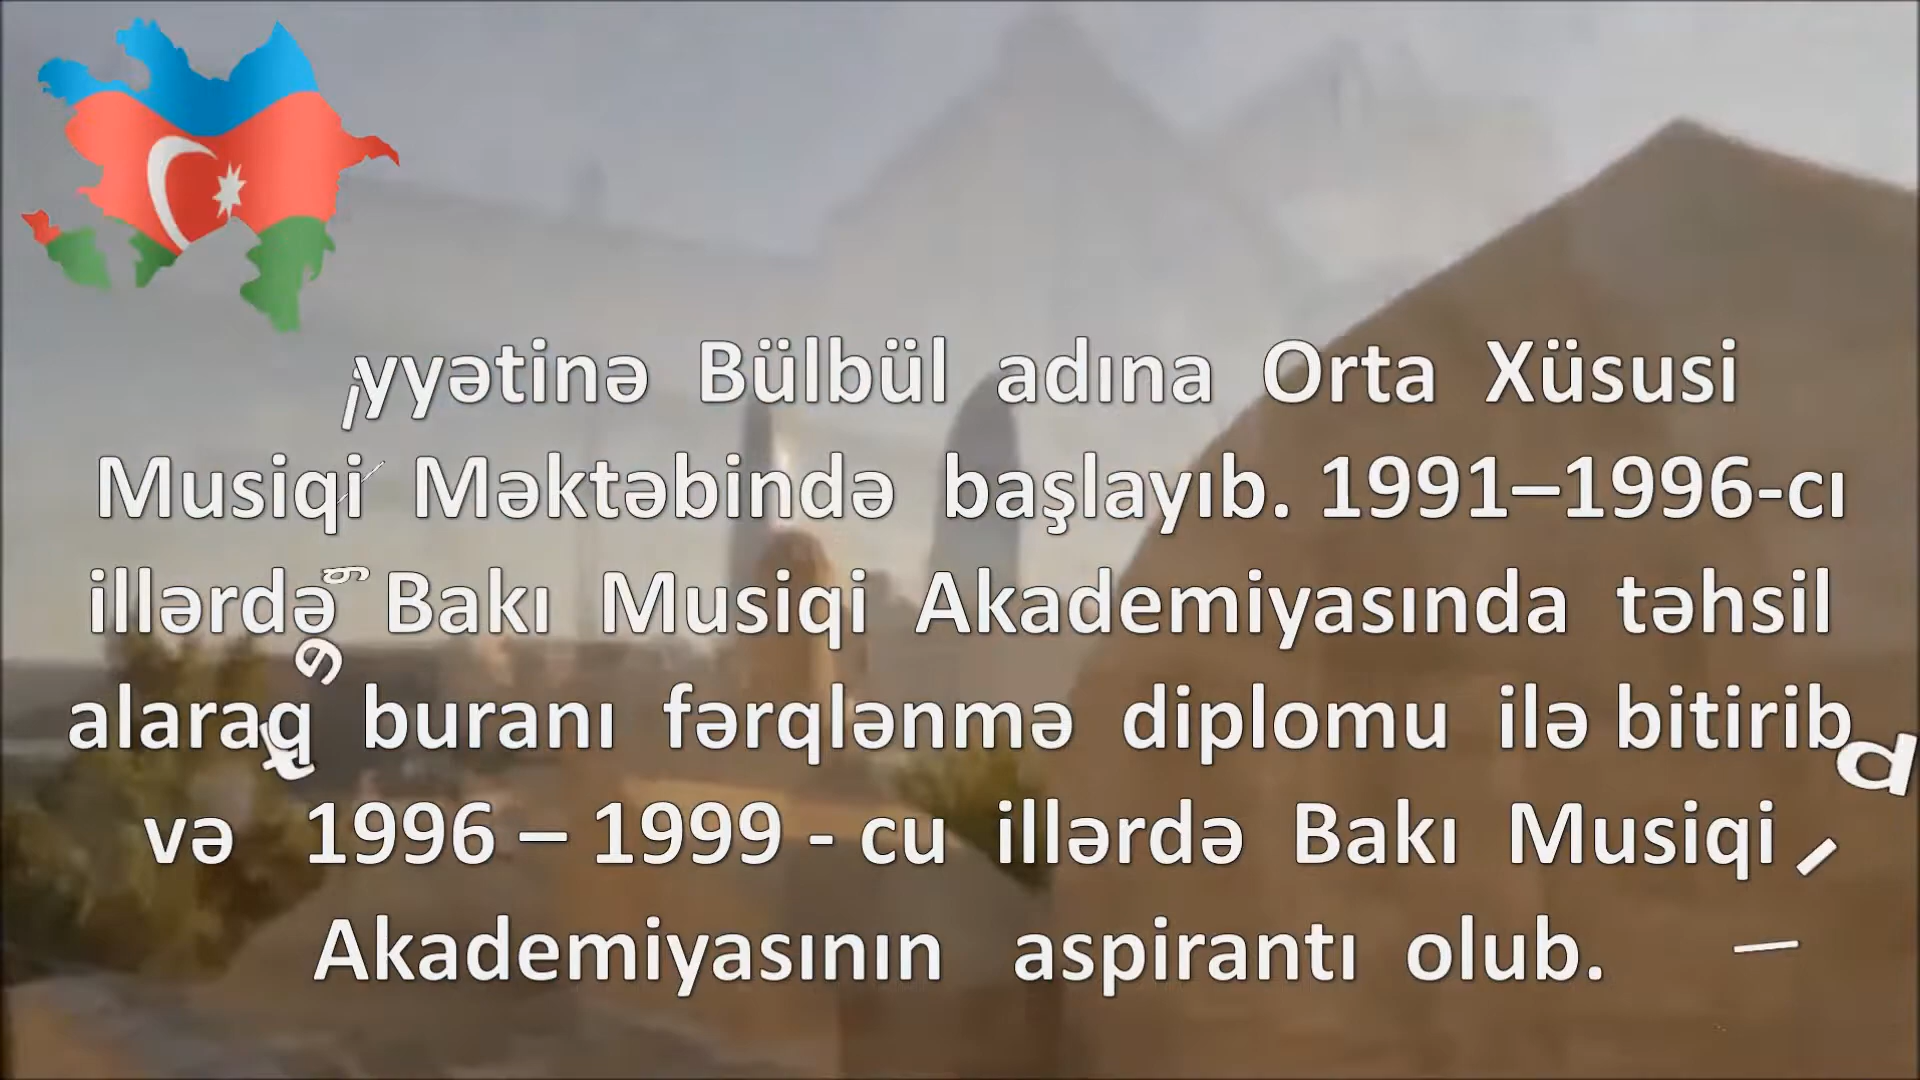 yyətinə Bülbül adına Orta Xüsusi
Musiqi Məktəbində başlayıb. 1991–1996-cı
illərdə Bakı Musiqi Akademiyasında təhsil
alaraq buranı fərqlənmə diplomu ilə bitirib
və 1996 – 1999 - cu illərdə Bakı Musiqi
Akademiyasının aspirantı olub.